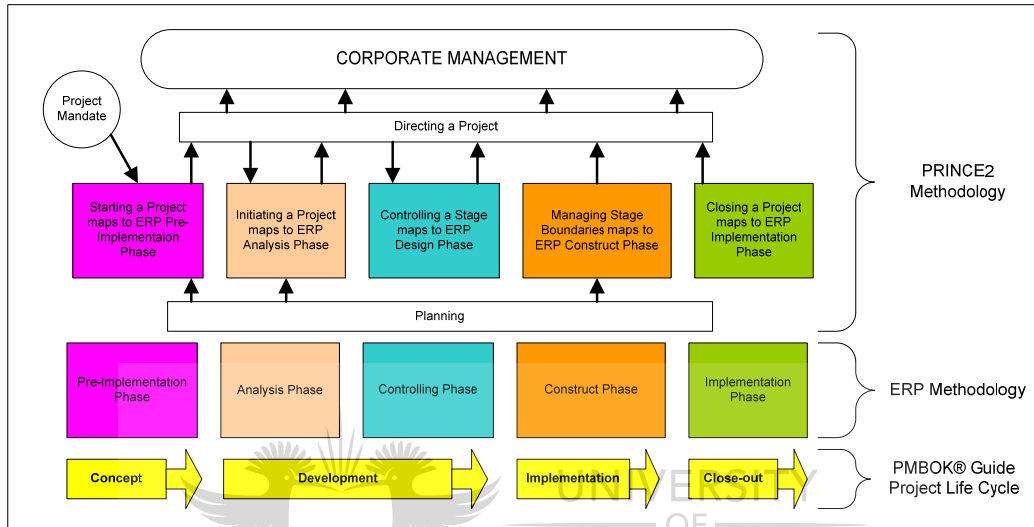 CORPORATE MANAGEMENT
Project
Mandate
Directing a Project
PRINCE2
Methodology
Starting a Project
maps to ERP Pre-
Implementaion
Phase
Initiating a Project
maps to ERP
Analysis Phase
Controlling a Stage
maps to ERP
Design Phase
Managing Stage
Boundaries maps to
ERP Construct Phase
Closing a Project
maps to ERP
Implementation
Phase
Planning
Pre-Implementation
Phase
Analysis Phase
Controlling Phase
Construct Phase
Implementation
Phase
ERP Methodology
Concept
Development
Implementation
Close-out
PMBOK® Guide
Project Life Cycle
UNIVERSITY
OF